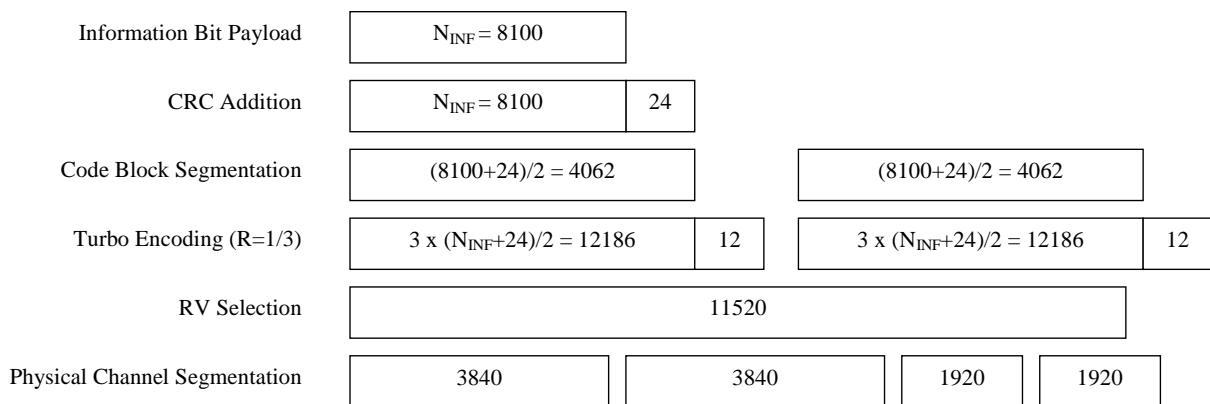 Information Bit Payload
N_INF = 8100
CRC Addition
N_INF = 8100 24
Code Block Segmentation
(8100+24)/2 = 4062 (8100+24)/2 = 4062
Turbo Encoding (R=1/3)
3 x (N_INF+24)/2 = 12186 12 3 x (N_INF+24)/2 = 12186 12
RV Selection
11520
Physical Channel Segmentation
3840 3840 1920 1920